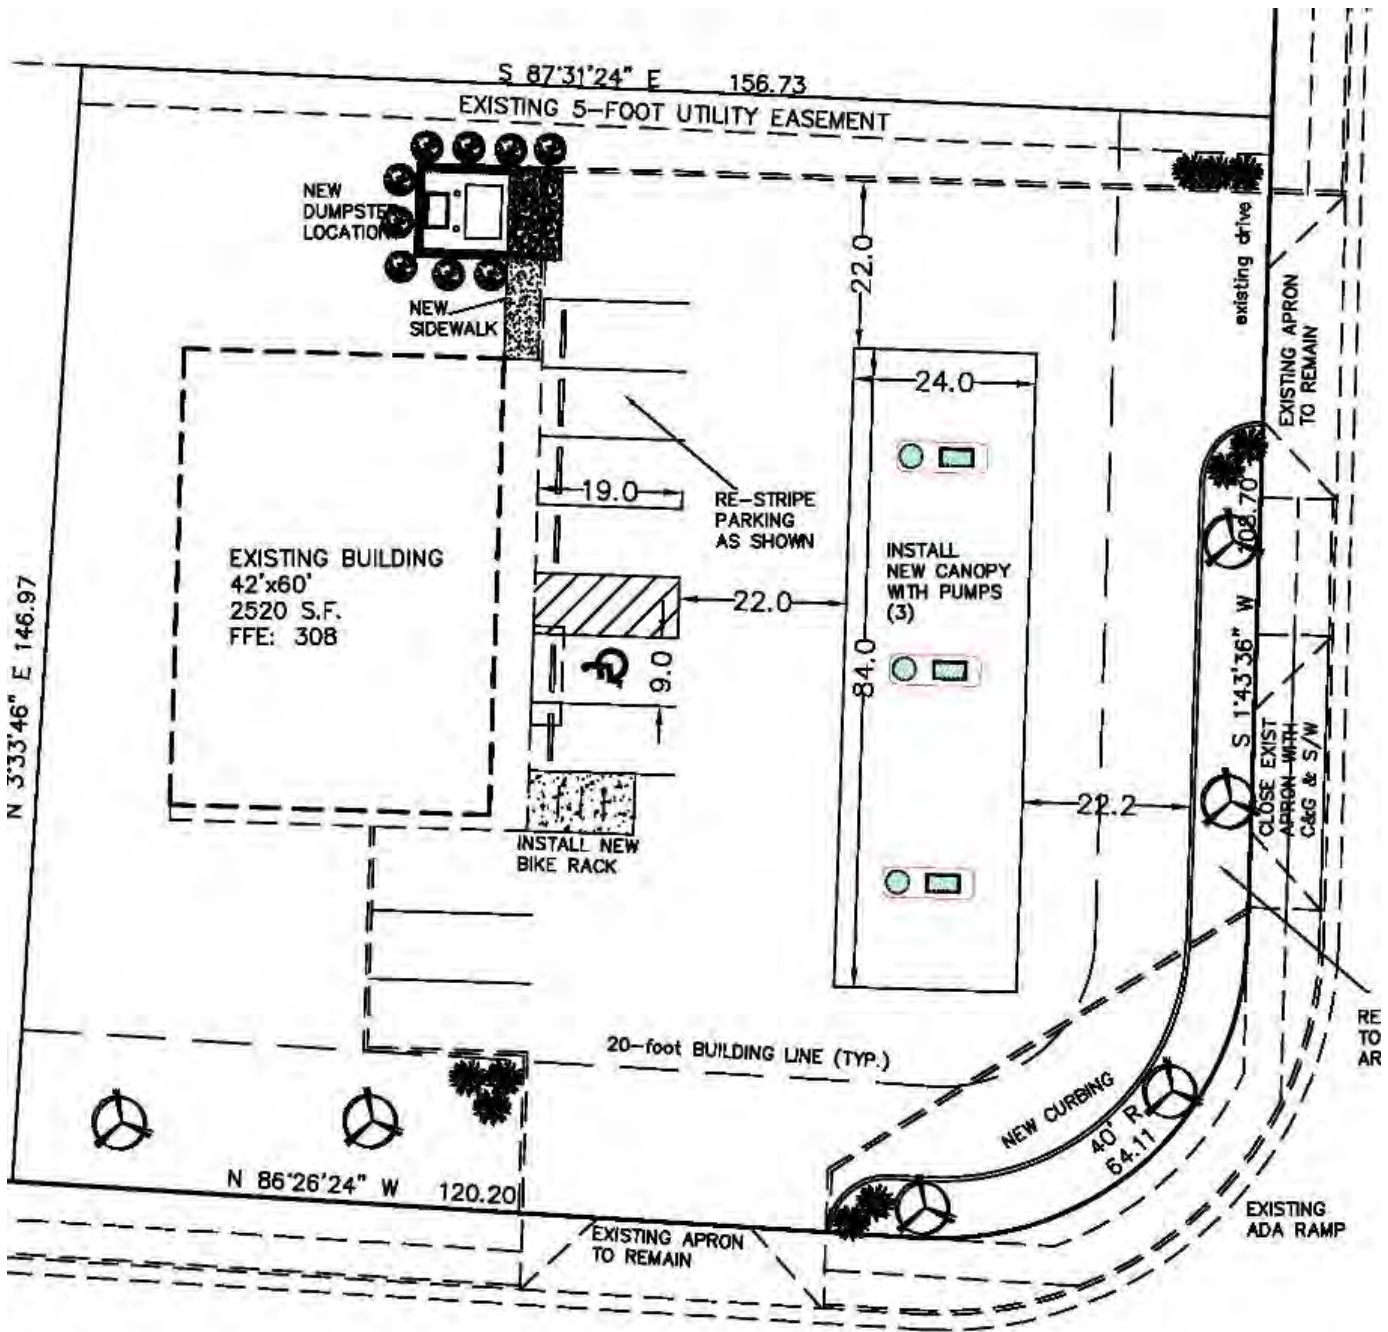 S 87°31'24" E 156.73
EXISTING 5-FOOT UTILITY EASEMENT
NEW
DUMPSTER
LOCATION
NEW
SIDEWALK
22.0
24.0
existing drive
EXISTING APRON
TO REMAIN
19.0
RE-STRIPE
PARKING
AS SHOWN
EXISTING BUILDING
42'x60'
2520 S.F.
FFE: 308
INSTALL
NEW CANOPY
WITH PUMPS
(3)
22.0
9.0
84.0
N 3°33'46" E 146.97
S 1°43'36" W 108.70
CLOSE EXIST
APRON WITH
C&G & S/W
22.2
INSTALL NEW
BIKE RACK
20-foot BUILDING LINE (TYP.)
RE
TO
AR
NEW CURBING
40' R
64.11
N 86°26'24" W 120.20
EXISTING APRON
TO REMAIN
EXISTING
ADA RAMP